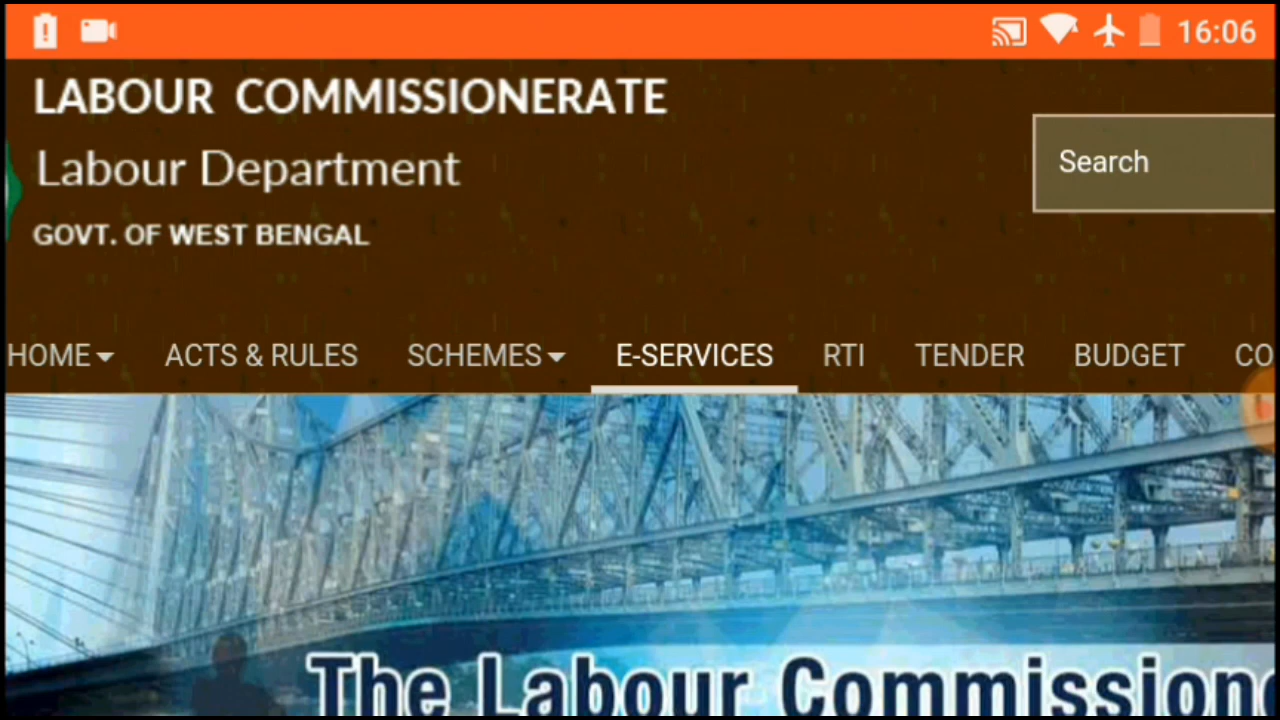 16:06
LABOUR COMMISSIONERATE
Labour Department
GOVT. OF WEST BENGAL
Search
HOME ACTS & RULES SCHEMES E-SERVICES RTI TENDER BUDGET CO
The Labour Commissione